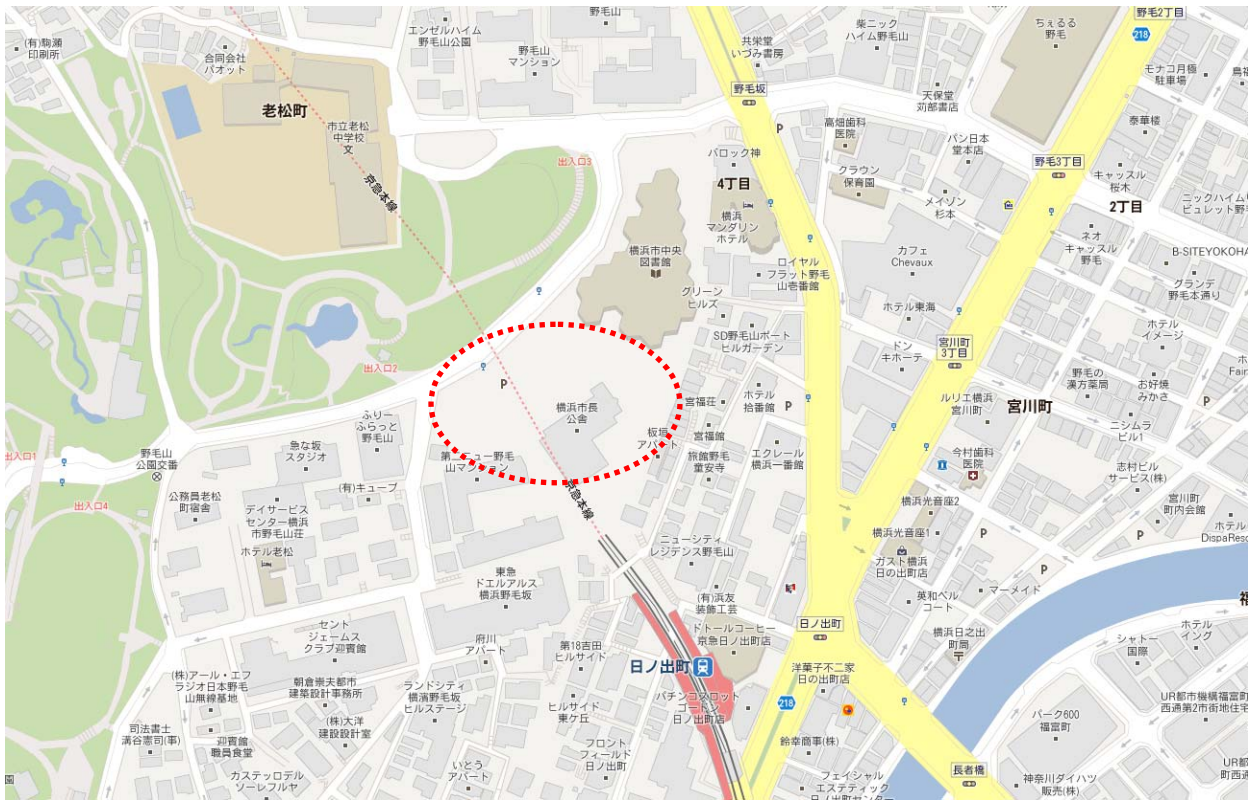 (有)駒瀬
印刷所
合同会社
パオット
エンゼルハイム
野毛山公園
野毛山
野毛山
マンション
共栄堂
いづみ書房
柴ニック
ハイム野毛山
ちぇるる
野毛
野毛2丁目
218
モナコ月極
駐車場
老松町
市立老松
中学校
文
出入口3
京急本線
野毛坂
P
高畑歯科
医院
天保堂
苅部書店
パン日本
堂本店
泰華楼
野毛3丁目
キャッスル
桜木
2丁目
バロック神
4丁目
クラウン
保育園
メイゾン
杉本
横浜
マンダリン
ホテル
横浜市中央
図書館
ロイヤル
フラット野毛
山壱番館
カフェ
Chevaux
ネオ
キャッスル
野毛
B-SITEYOKOHA
グランデ
野毛本通り
グリーン
ヒルズ
ホテル東海
SD野毛山ポート
ヒルガーデン
ドン
キホーテ
宮川町
3丁目
ホテル
イメージ
Fair
出入口2
P
横浜市長
公舎
宮福荘
ホテル
拾番館
P
野毛の
漢方薬局
お好焼
みかさ
ルリエ横浜
宮川町
宮川町
ニシムラ
ビル1
ふりー
ふらっと
野毛山
板垣
アパート
宮福館
旅館野毛
童安寺
エクレール
横浜一番館
今村歯科
医院
志村ビル
サービス(株)
出入口1
野毛山
公園交番
急な坂
スタジオ
第二ニュー野毛
山マンション
(有)キューブ
京急本線
横浜光音座2
宮川町
町内会館
出入口4
公務員老松
町宿舎
デイサービス
センター横浜
市野毛山荘
ホテル老松
ニューシティ
レジデンス野毛山
横浜光音座1
P
ホテル
DispaReso
ガスト横浜
日の出町店
P
東急
ドエルアルス
横浜野毛坂
(有)浜友
装飾工芸
英和ベル
コート
マーメイド
セント
ジェームス
クラブ迎賓館
府川
アパート
第18吉田
ヒルサイド
ドトールコーヒー
京急日ノ出町店
日ノ出町
横浜日之出
町局
シャトー
国際
ホテル
イング
(株)アール・エフ
ラジオ日本野毛
山無線基地
朝倉崇夫都市
建築設計事務所
日ノ出町
洋菓子不二家
日の出町店
ランドシティ
横濱野毛坂
ヒルステージ
ヒルサイド
東ケ丘
パチンコスロット
ゴードン
日ノ出町店
218
UR都市機構福富町
西通第2市街地住宅
パーク600
福富町
司法書士
溝谷憲司(事)
迎賓館
職員食堂
(株)大洋
建設設計室
フロント
フィールド
日ノ出町
鈴幸商事(株)
カステッロデル
ソーレフルヤ
いとう
アパート
フェイシャル
エステティック
長者橋
神奈川ダイハツ
販売(株)